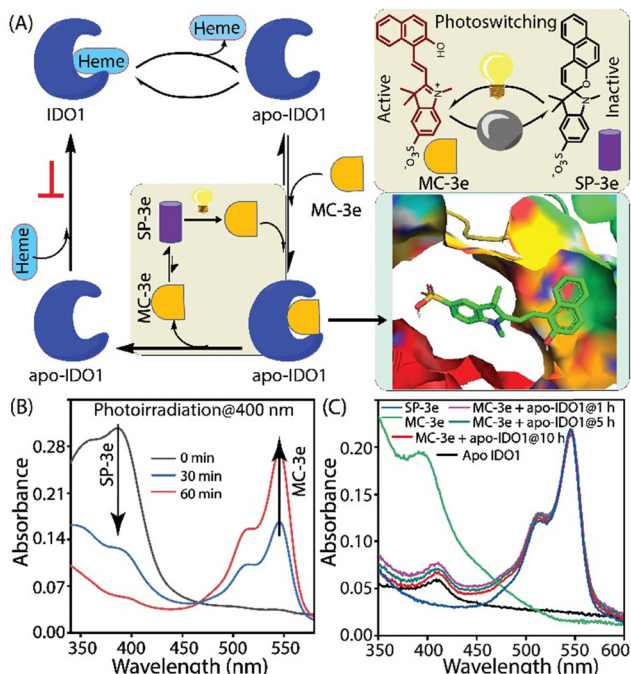 (A)
Heme
Heme
IDO1
apo-IDO1
Photoswitching
Active
HO
N+
-O3S
MC-3e
O
N
-O3S
Inactive
SP-3e
MC-3e
SP-3e
MC-3e
Heme
apo-IDO1
apo-IDO1
(B)
Photoirradiation@400 nm
SP-3e
MC-3e
0 min
30 min
60 min
Absorbance
0.28
0.21
0.14
0.07
0.00
350 400 450 500 550
Wavelength (nm)
(C)
SP-3e MC-3e + apo-IDO1@1 h
MC-3e MC-3e + apo-IDO1@5 h
MC-3e + apo-IDO1@10 h
Apo IDO1
Absorbance
0.20
0.15
0.10
0.05
0.00
350 400 450 500 550 600
Wavelength (nm)